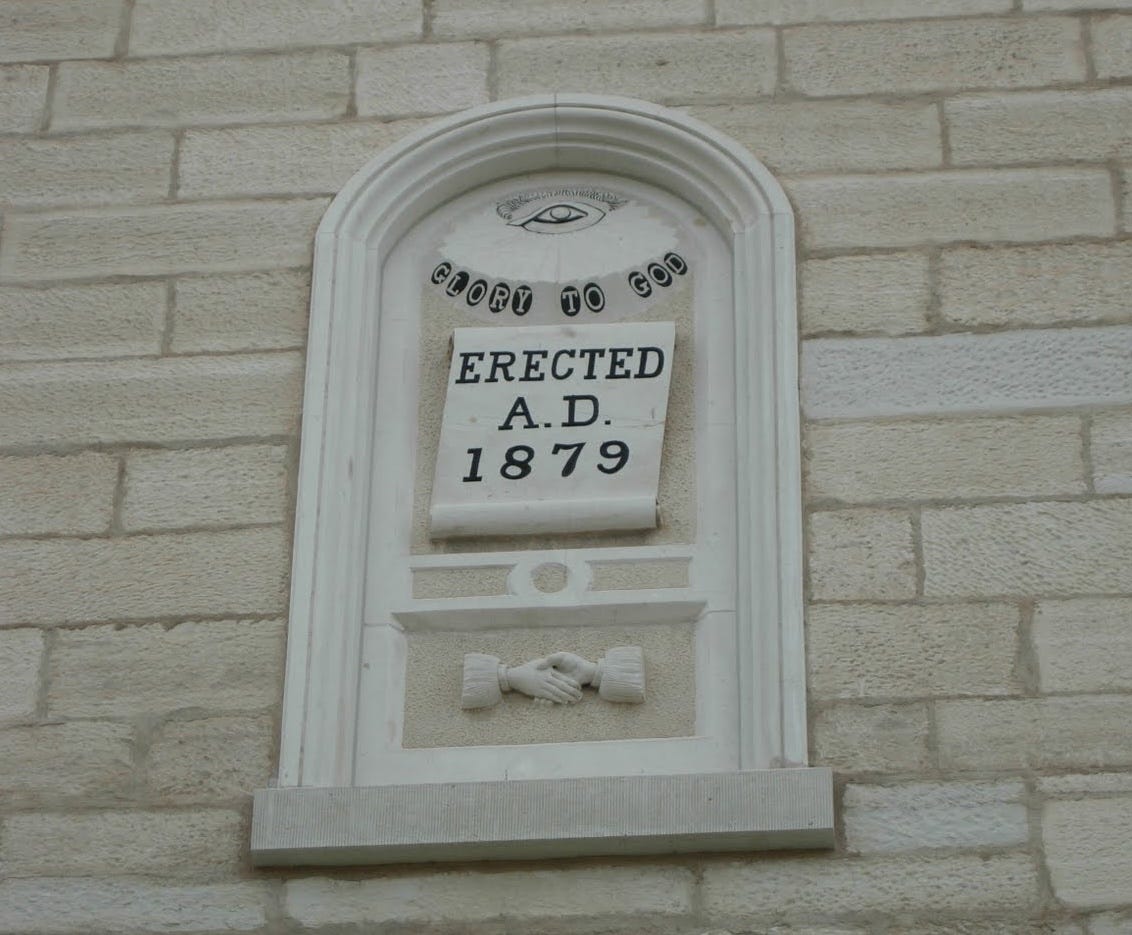 GLORY TO GOD
ERECTED
A.D.
1879